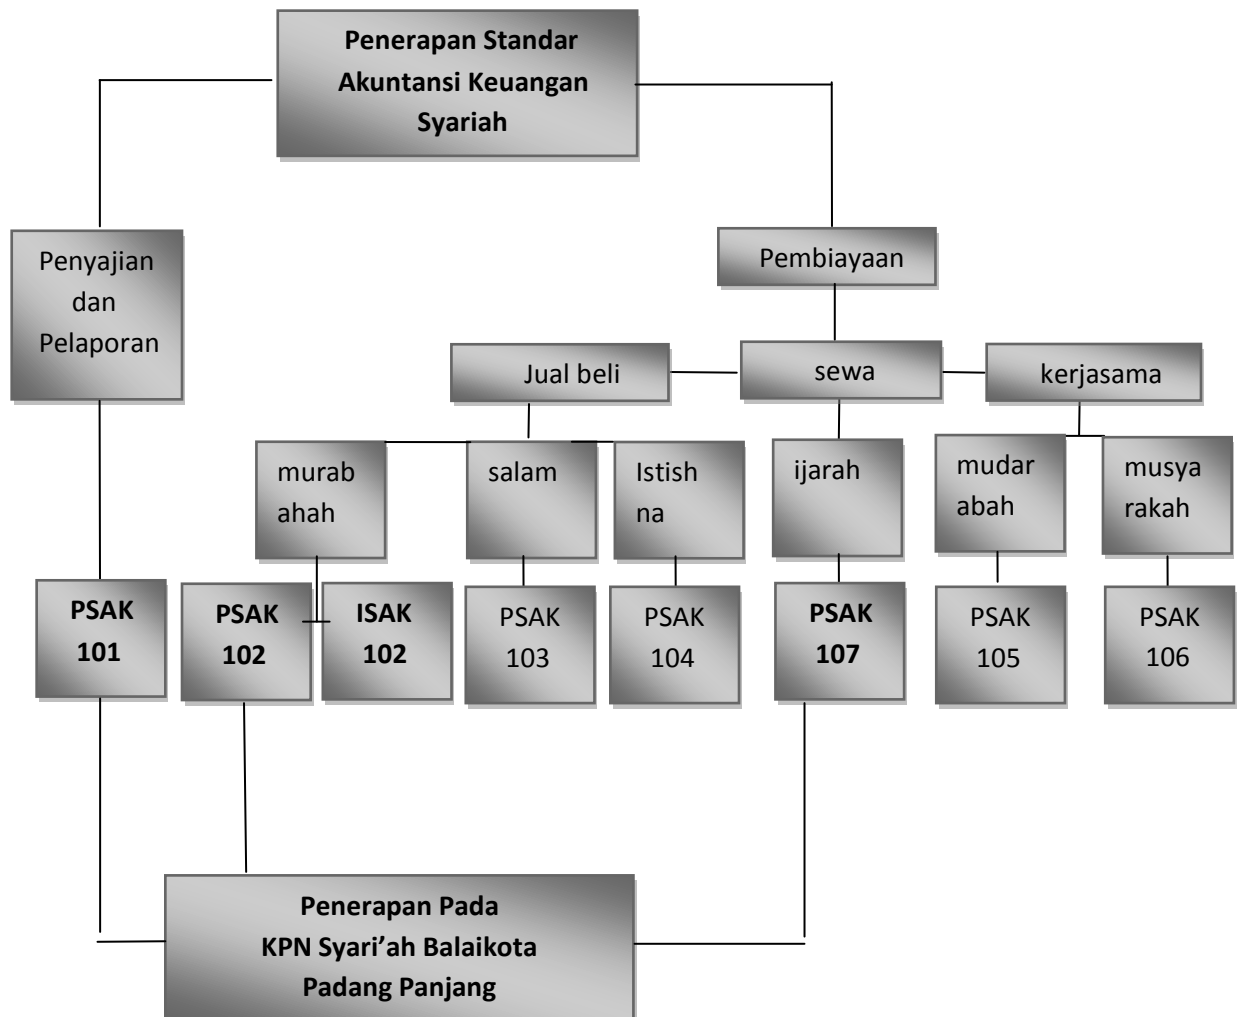 Penerapan Standar
Akuntansi Keuangan
Syariah
Penyajian
dan
Pelaporan
Pembiayaan
Jual beli
sewa
kerjasama
murab
ahah
salam
Istish
na
ijarah
mudar
abah
musya
rakah
PSAK
101
PSAK
102
ISAK
102
PSAK
103
PSAK
104
PSAK
107
PSAK
105
PSAK
106
Penerapan Pada
KPN Syari’ah Balaikota
Padang Panjang